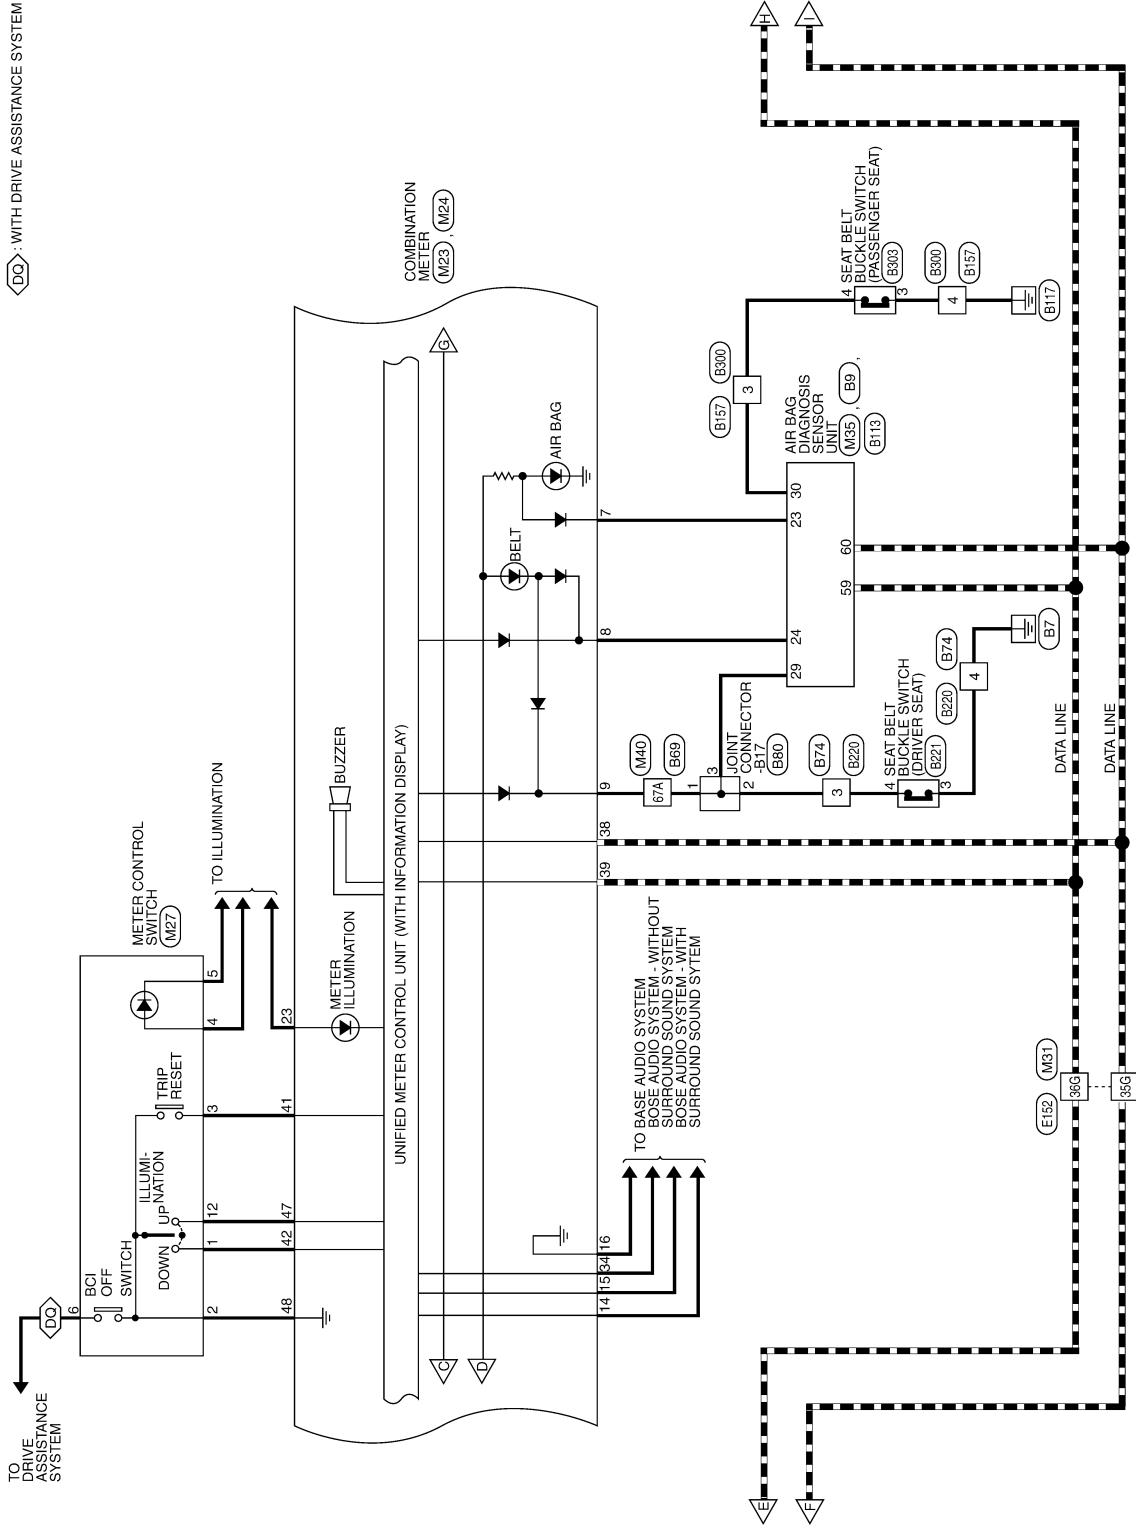 DQ : WITH DRIVE ASSISTANCE SYSTEM
TO
DRIVE
ASSISTANCE
SYSTEM
DQ
6
BCI
OFF
SWITCH
DOWN
UP
ILLUMI-
NATION
TRIP
RESET
METER CONTROL
SWITCH
M27
2
1
12
3
4
5
TO ILLUMINATION
48
42
47
41
23
METER
ILLUMINATION
BUZZER
COMBINATION
METER
M23 , M24
UNIFIED METER CONTROL UNIT (WITH INFORMATION DISPLAY)
C
G
D
BELT
AIR BAG
14
15
34
16
39
38
9
8
7
TO BASE AUDIO SYSTEM
BOSE AUDIO SYSTEM - WITHOUT
SURROUND SOUND SYSTEM
BOSE AUDIO SYSTEM - WITH
SURROUND SOUND SYTEM
M40
67A
B69
1
3
2
JOINT
CONNECTOR
-B17
B80
B74
3
B220
4
SEAT BELT
BUCKLE SWITCH
(DRIVER SEAT)
B221
3
B220
4
B74
B7
29
24
23
30
59
60
AIR BAG
DIAGNOSIS
SENSOR
UNIT
M35 , B9 ,
B113
B157
3
B300
4
SEAT BELT
BUCKLE SWITCH
(PASSENGER SEAT)
B303
3
B300
4
B157
B117
H
I
DATA LINE
DATA LINE
E152
36G
M31
35G
E
F